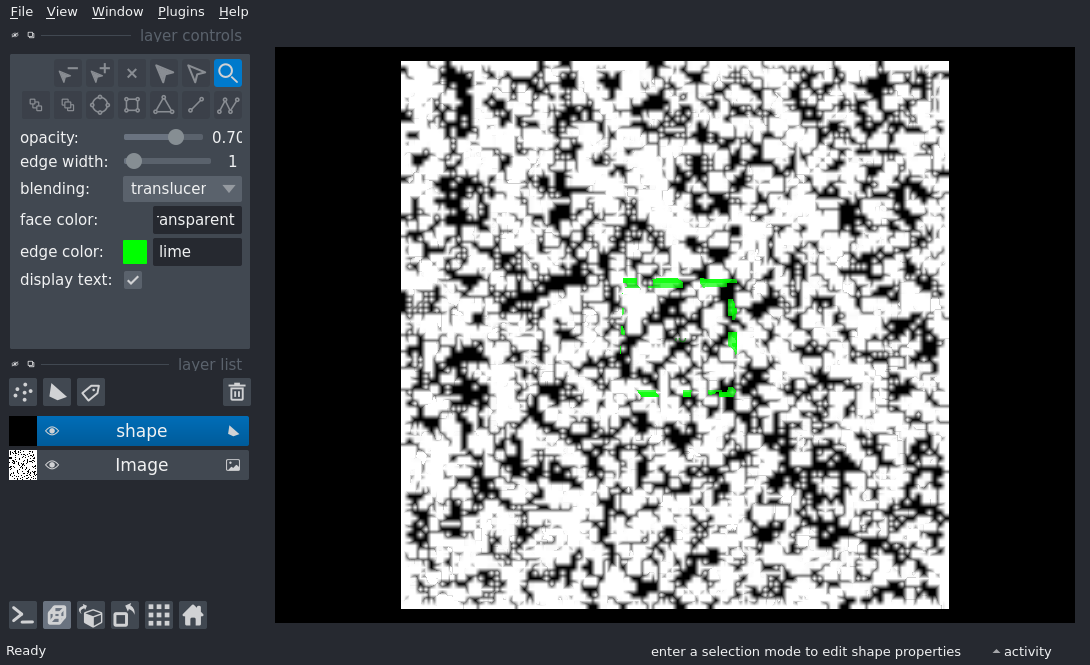 File View Window Plugins Help
layer controls
opacity: 0.70
edge width: 1
blending: translucer
face color: ansparent
edge color: lime
display text:
layer list
shape
Image
Ready
enter a selection mode to edit shape properties
activity